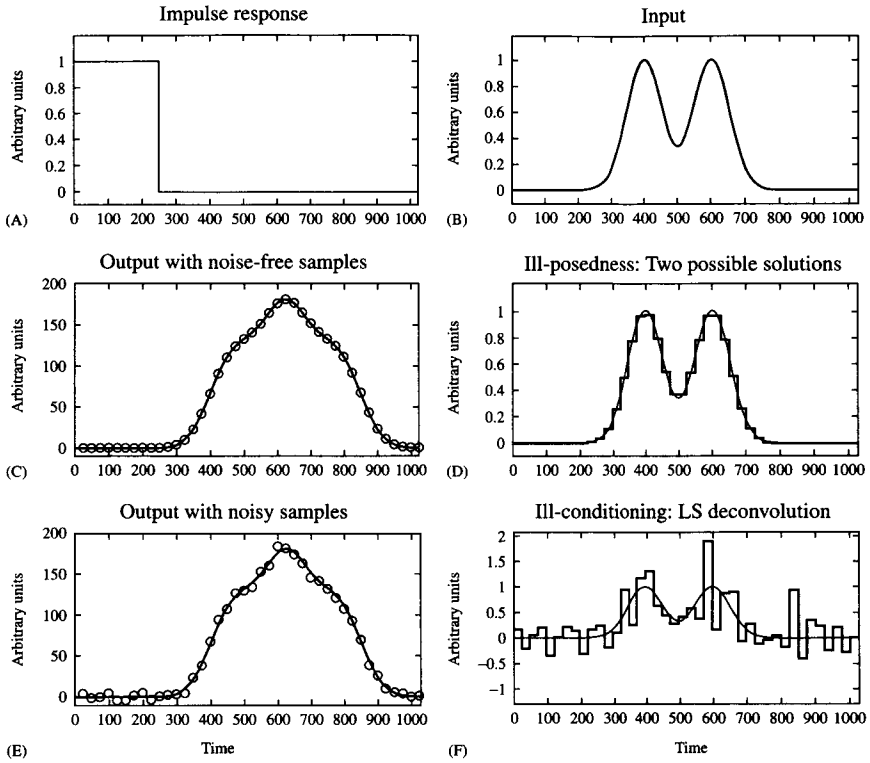 Impulse response
Arbitrary units
1
0.8
0.6
0.4
0.2
0
0 100 200 300 400 500 600 700 800 900 1000
(A)
Input
Arbitrary units
1
0.8
0.6
0.4
0.2
0
0 100 200 300 400 500 600 700 800 900 1000
(B)
Output with noise-free samples
Arbitrary units
200
150
100
50
0
0 100 200 300 400 500 600 700 800 900 1000
(C)
Ill-posedness: Two possible solutions
Arbitrary units
1
0.8
0.6
0.4
0.2
0
0 100 200 300 400 500 600 700 800 900 1000
(D)
Output with noisy samples
Arbitrary units
200
150
100
50
0
0 100 200 300 400 500 600 700 800 900 1000
(E)
Time
Ill-conditioning: LS deconvolution
Arbitrary units
2
1.5
1
0.5
0
−0.5
−1
0 100 200 300 400 500 600 700 800 900 1000
(F)
Time